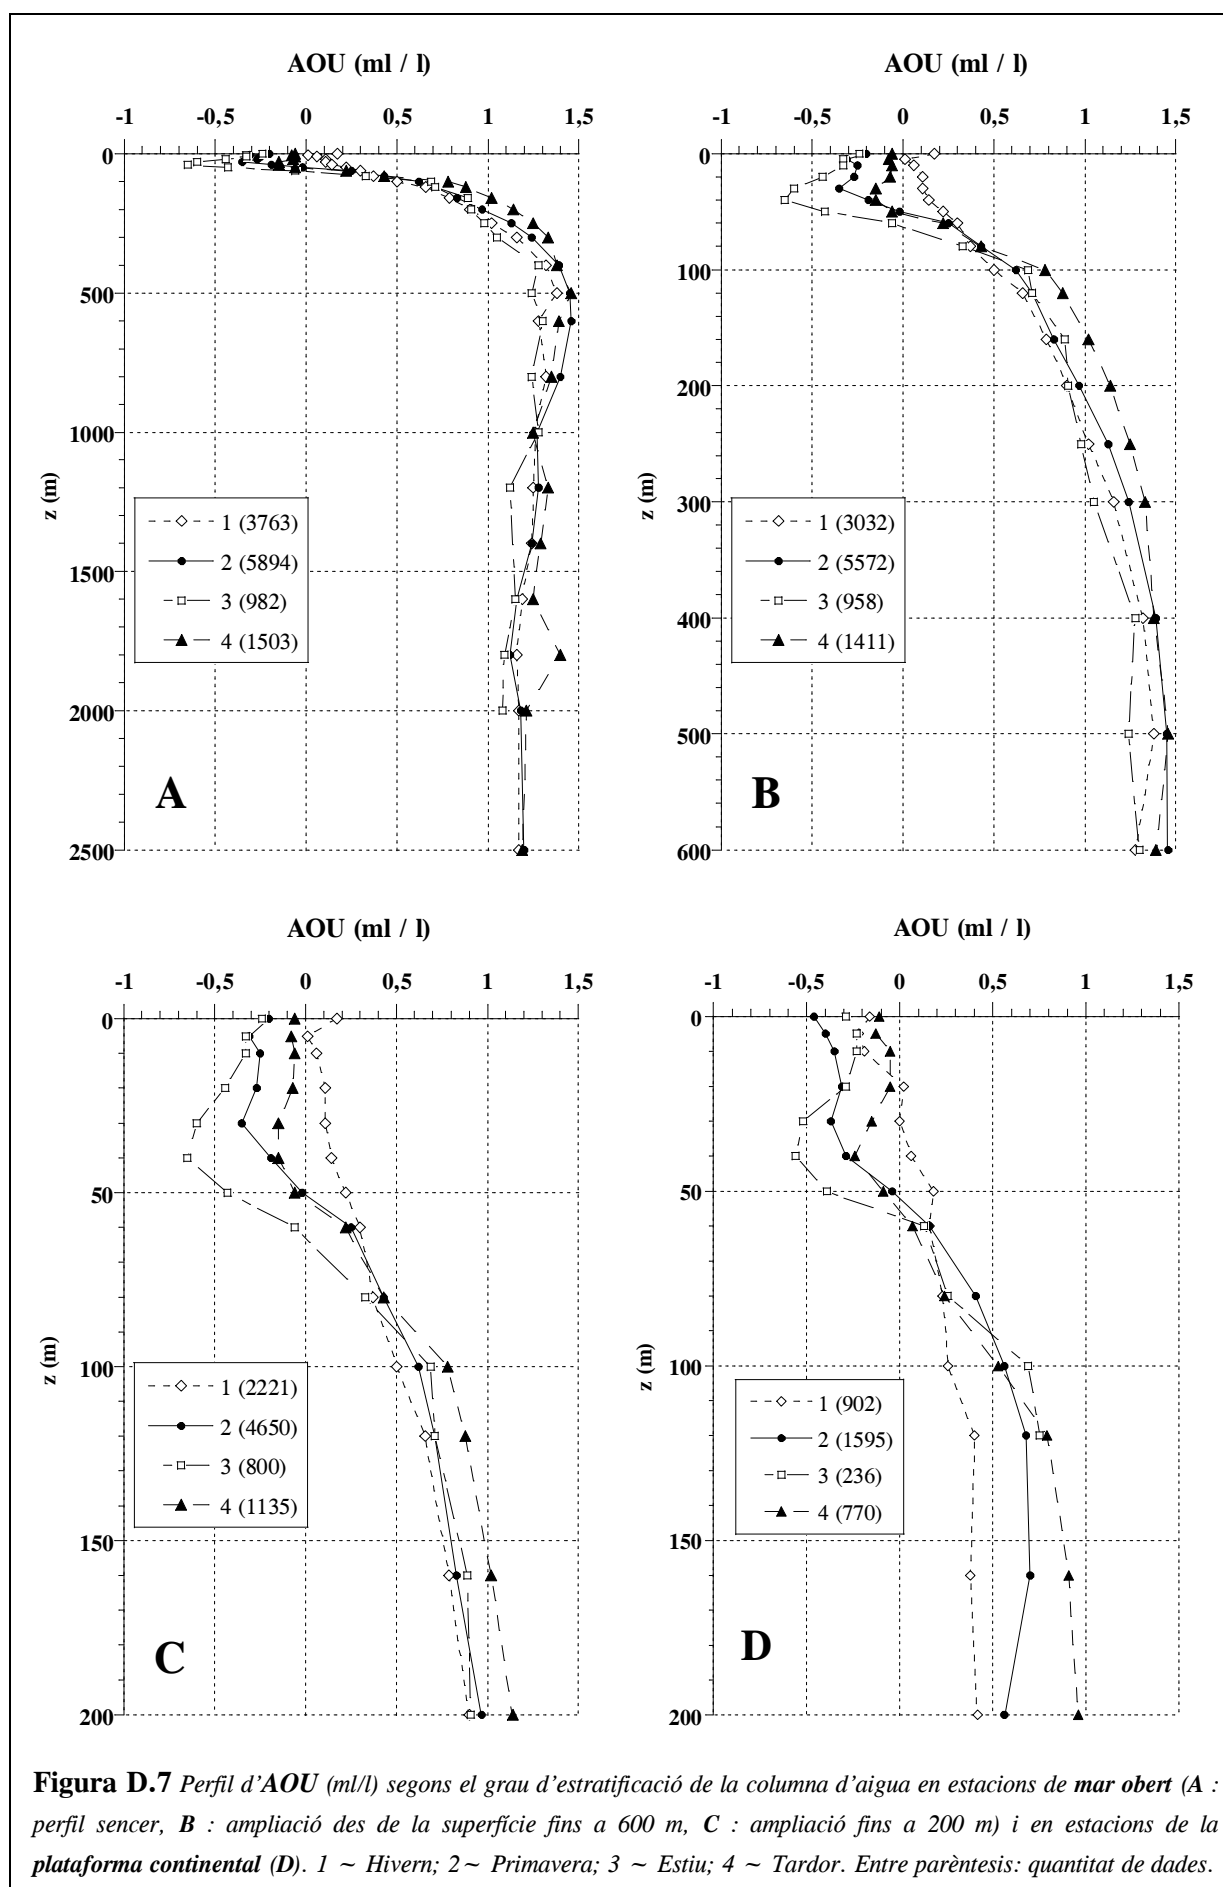 AOU (ml / l)
-1 -0,5 0 0,5 1 1,5
0
500
1000
1500
2000
2500
z (m)
1 (3763)
2 (5894)
3 (982)
4 (1503)
A
AOU (ml / l)
-1 -0,5 0 0,5 1 1,5
0
100
200
300
400
500
600
z (m)
1 (3032)
2 (5572)
3 (958)
4 (1411)
B
AOU (ml / l)
-1 -0,5 0 0,5 1 1,5
0
50
100
150
200
z (m)
1 (2221)
2 (4650)
3 (800)
4 (1135)
C
AOU (ml / l)
-1 -0,5 0 0,5 1 1,5
0
50
100
150
200
z (m)
1 (902)
2 (1595)
3 (236)
4 (770)
D
Figura D.7 Perfil d'AOU (ml/l) segons el grau d'estratificació de la columna d'aigua en estacions de mar obert (A :
perfil sencer, B : ampliació des de la superfície fins a 600 m, C : ampliació fins a 200 m) i en estacions de la
plataforma continental (D). 1 ~ Hivern; 2~ Primavera; 3 ~ Estiu; 4 ~ Tardor. Entre parèntesis: quantitat de dades.